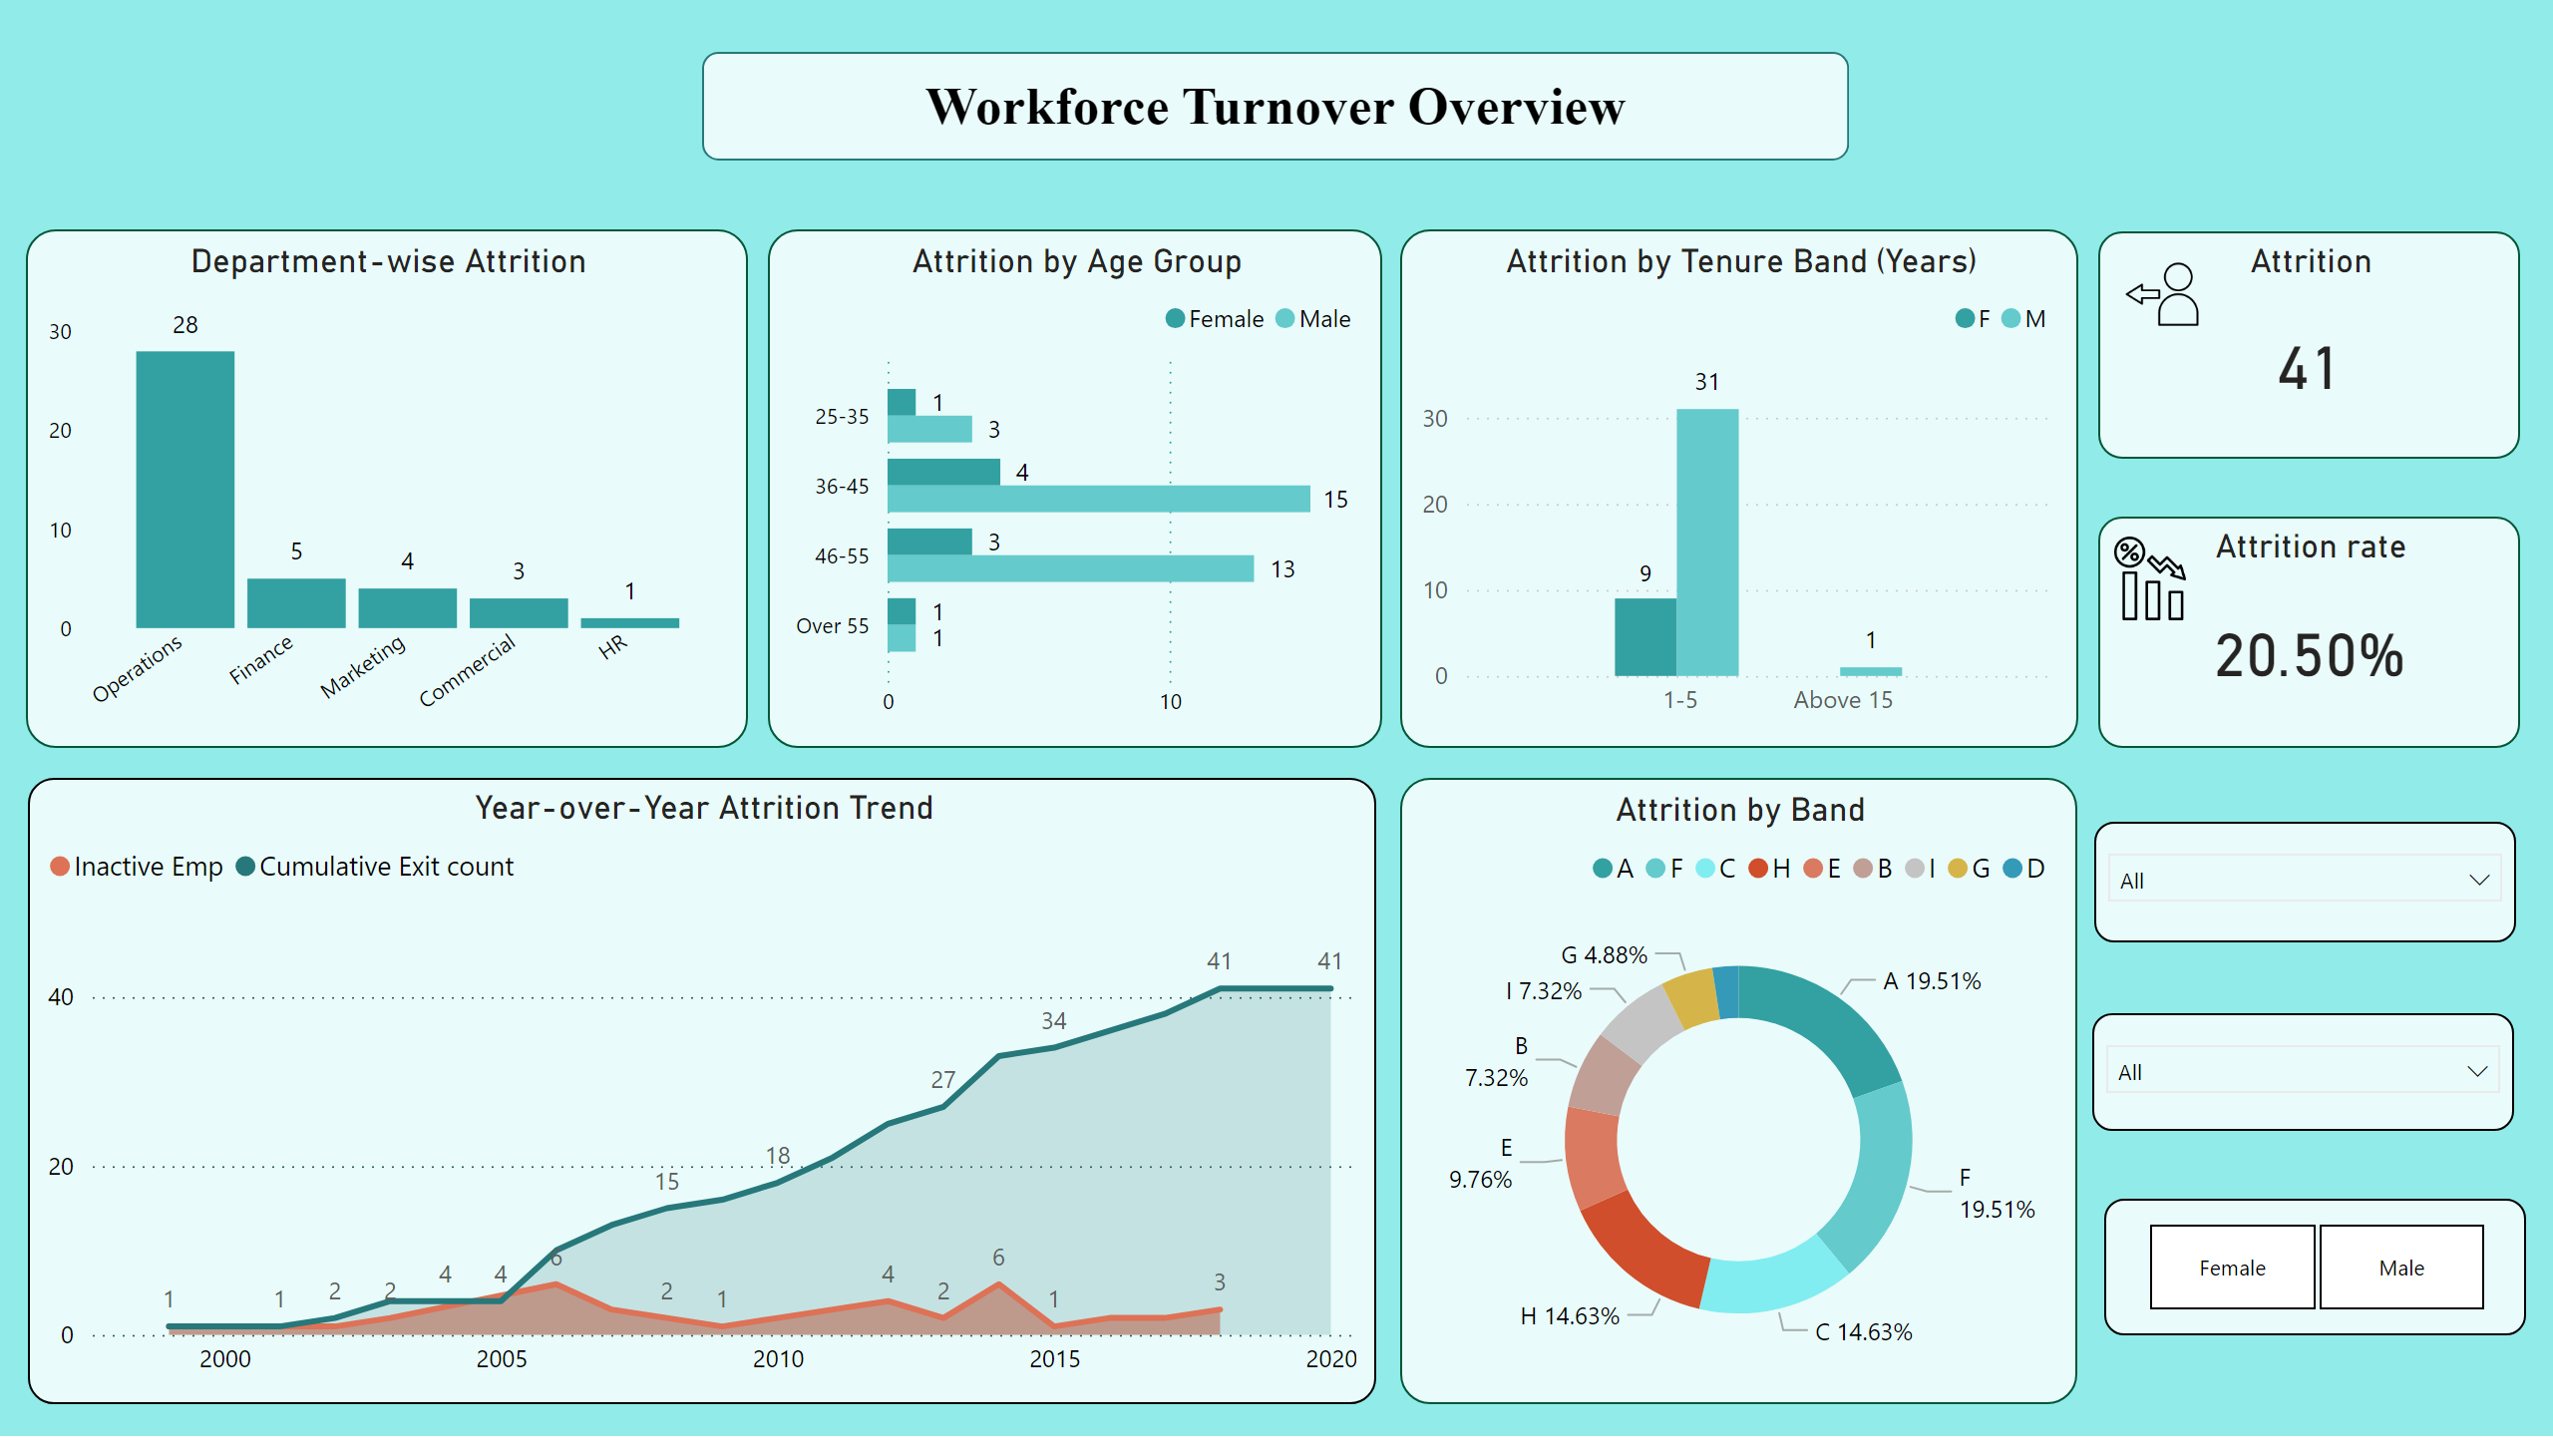 Workforce Turnover Overview
Department-wise Attrition
30
20
10
0
28
5
4
3
1
Operations
Finance
Marketing
Commercial
HR
Attrition by Age Group
Female Male
25-35
1
3
36-45
4
15
46-55
3
13
Over 55
1
1
0 10
Attrition by Tenure Band (Years)
F M
30
20
10
0
9
31
1
1-5 Above 15
Attrition
41
%
Attrition rate
20.50%
Year-over-Year Attrition Trend
Inactive Emp Cumulative Exit count
40
20
0
1 1 2 2 4 4 6 15 2 1 18 4 27 2 6 34 1 41 3 41
2000 2005 2010 2015 2020
Attrition by Band
A F C H E B I G D
G 4.88%
I 7.32%
B
7.32%
E
9.76%
H 14.63%
C 14.63%
F
19.51%
A 19.51%
All
All
Female Male